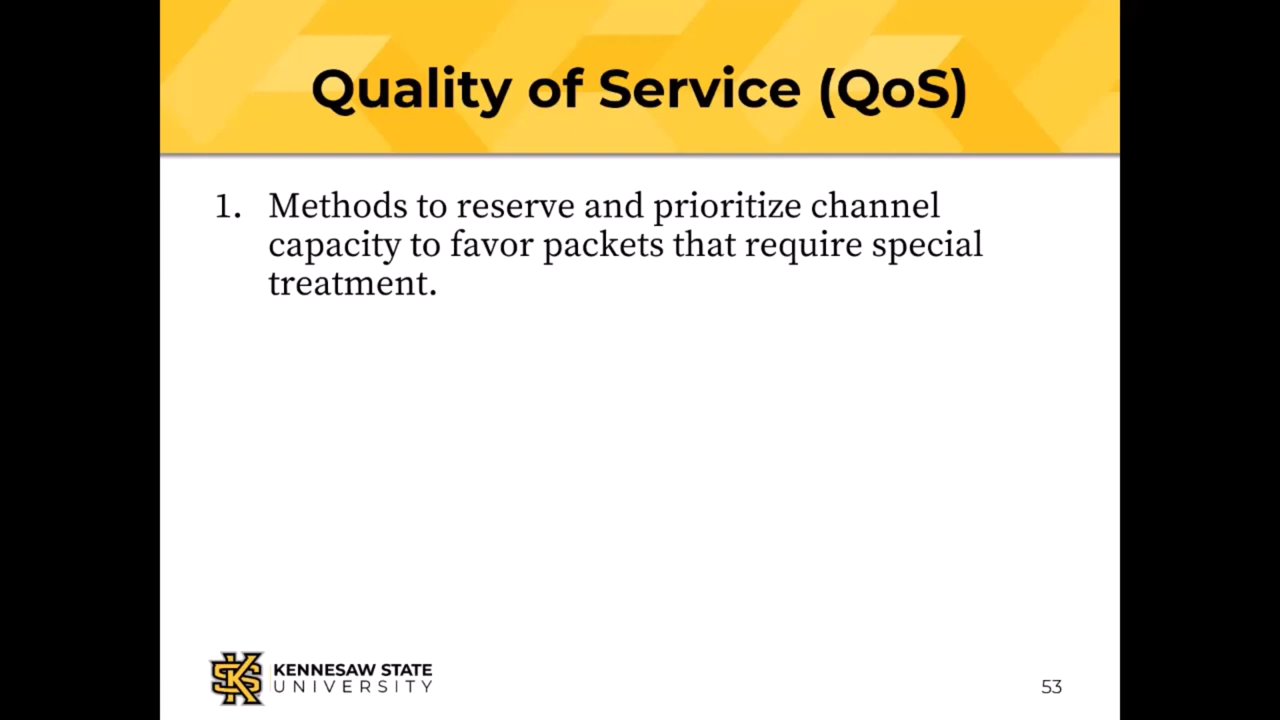 Quality of Service (QoS)
1. Methods to reserve and prioritize channel
capacity to favor packets that require special
treatment.
KENNESAW STATE
UNIVERSITY
53